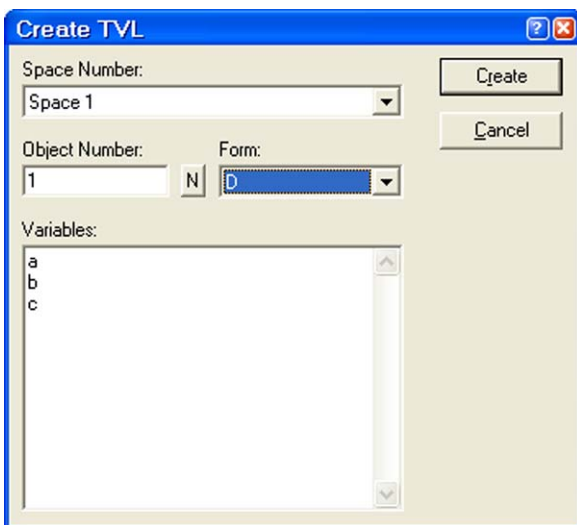 Create TVL
Space Number:
Space 1
Create
Cancel
Object Number:
Form:
1
N
D
Variables:
a
b
c